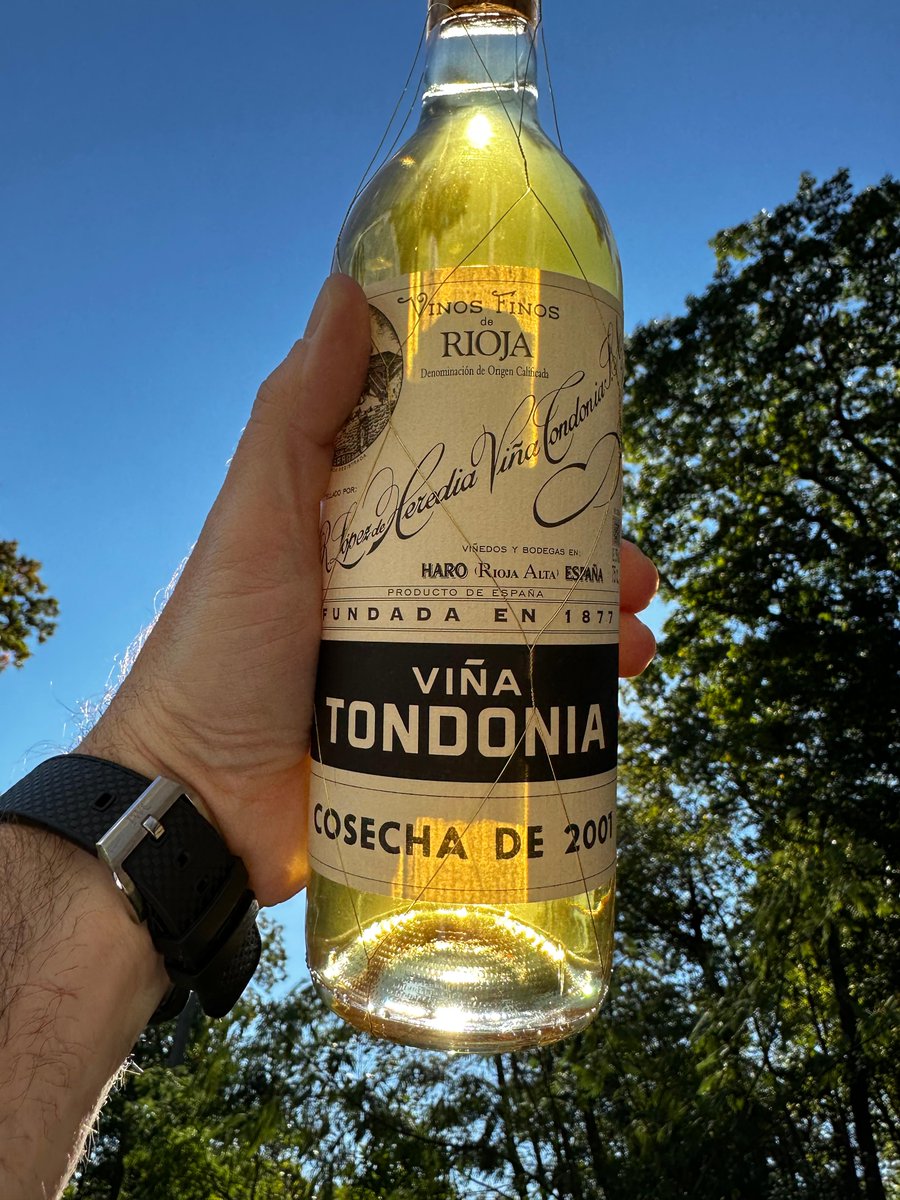 VINOS FINOS
de
RIOJA
Denominación de Origen Calificada
R. López de Heredia Viña Tondonia
VIÑEDOS Y BODEGAS EN:
HARO (RIOJA ALTA) ESPAÑA
PRODUCTO DE ESPAÑA
FUNDADA EN 1877
VIÑA
TONDONIA
COSECHA DE 2001